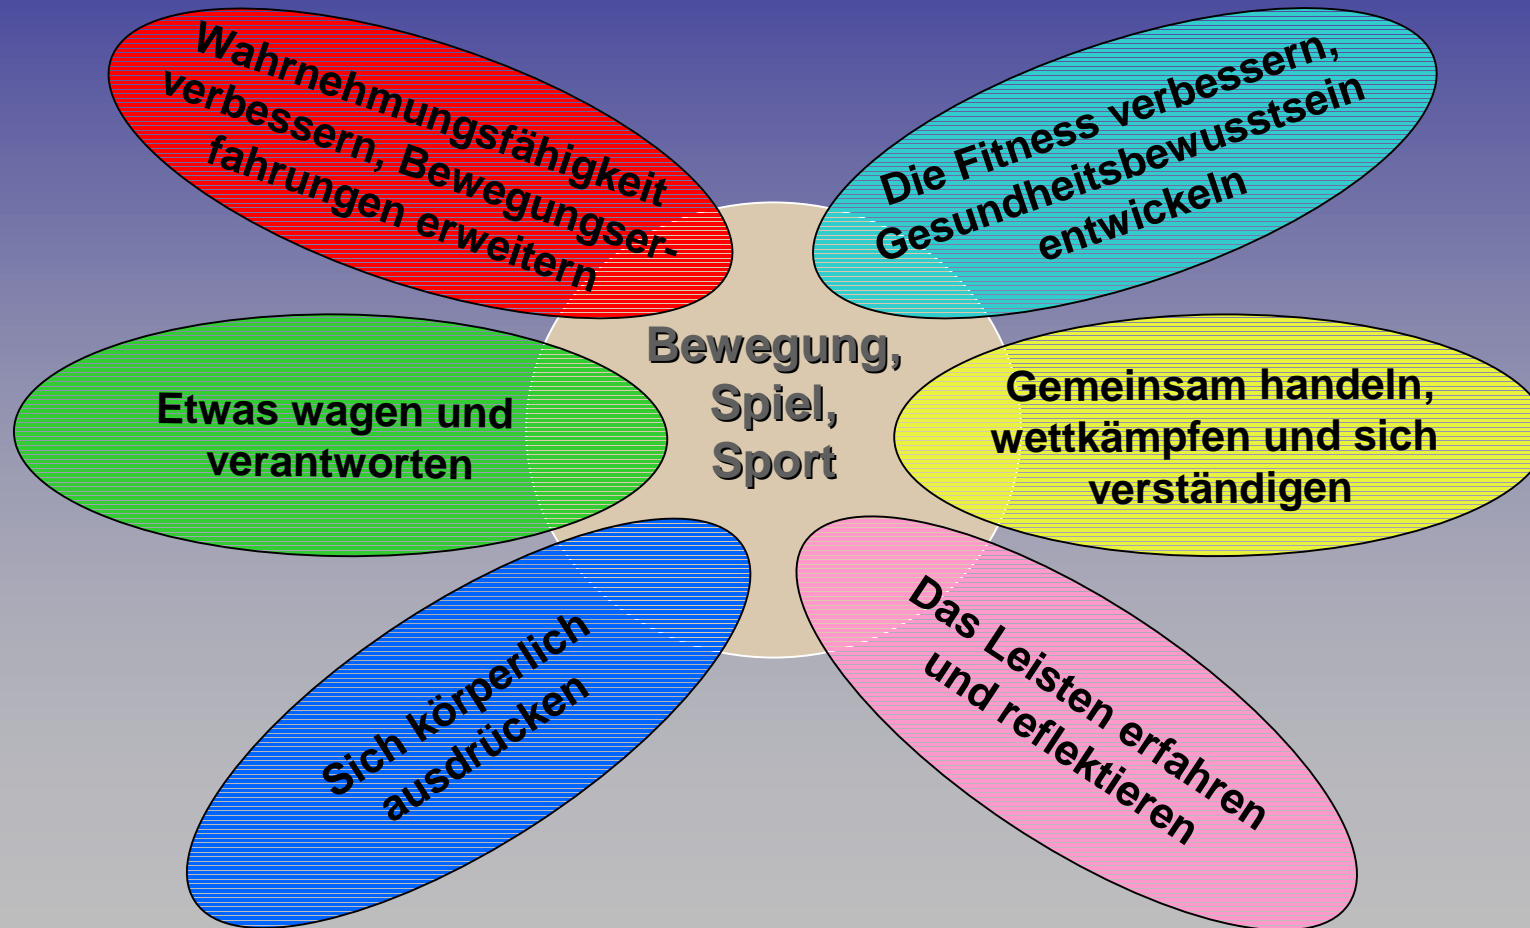 Wahrnehmungsfähigkeit
verbessern, Bewegungser-
fahrungen erweitern
Die Fitness verbessern,
Gesundheitsbewusstsein
entwickeln
Bewegung,
Spiel,
Sport
Etwas wagen und
verantworten
Gemeinsam handeln,
wettkämpfen und sich
verständigen
Sich körperlich
ausdrücken
Das Leisten erfahren
und reflektieren